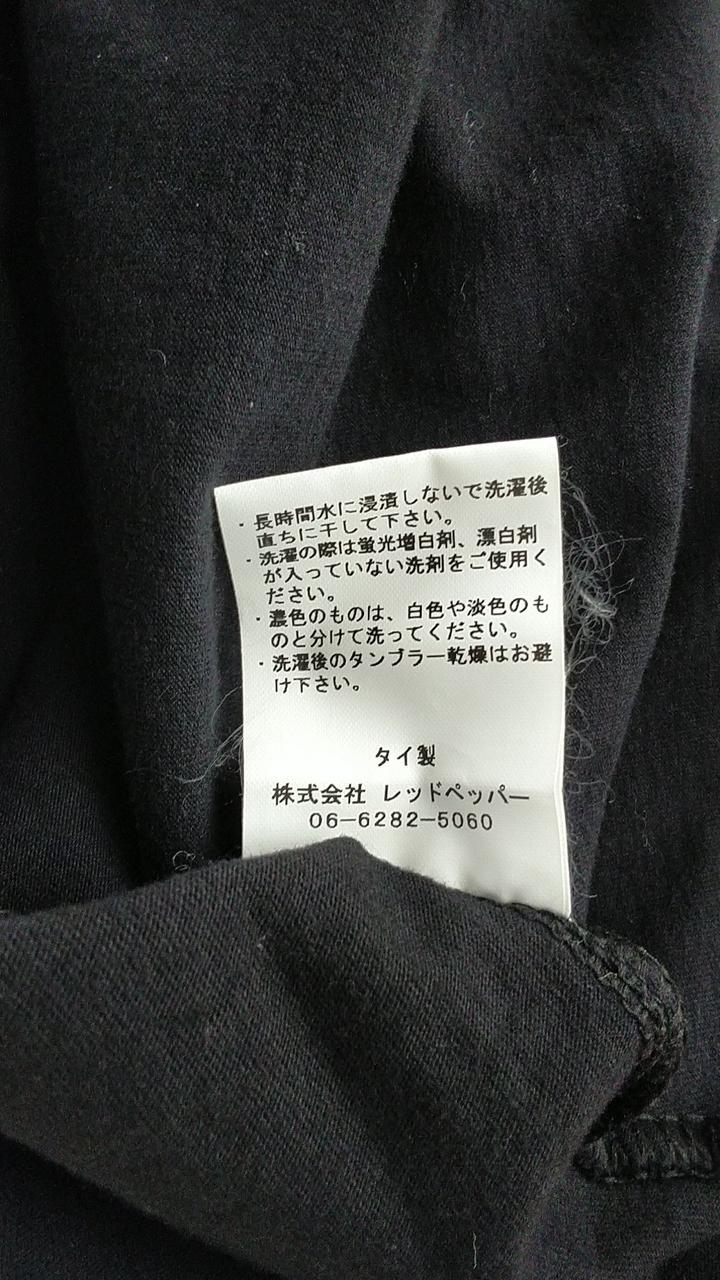 ・長時間水に浸漬しないで洗濯後
直ちに干して下さい。
・洗濯の際は蛍光増白剤、漂白剤
が入っていない洗剤をご使用く
ださい。
・濃色のものは、白色や淡色のも
のと分けて洗ってください。
・洗濯後のタンブラー乾燥はお避
け下さい。
タイ製
株式会社 レッドペッパー
06-6282-5060